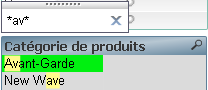 *av*
Catégorie de produits
Avant-Garde
New Wave